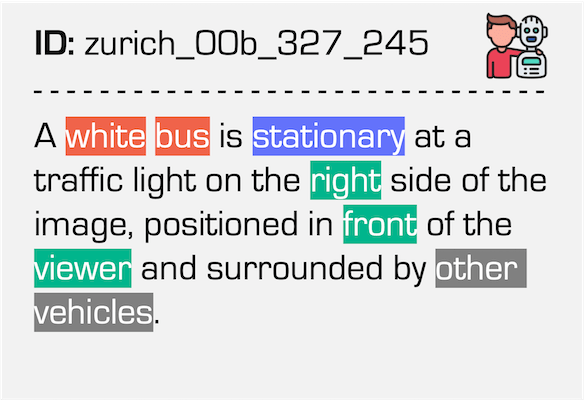 ID: zurich_00b_327_245
A white bus is stationary at a
traffic light on the right side of the
image, positioned in front of the
viewer and surrounded by other
vehicles.